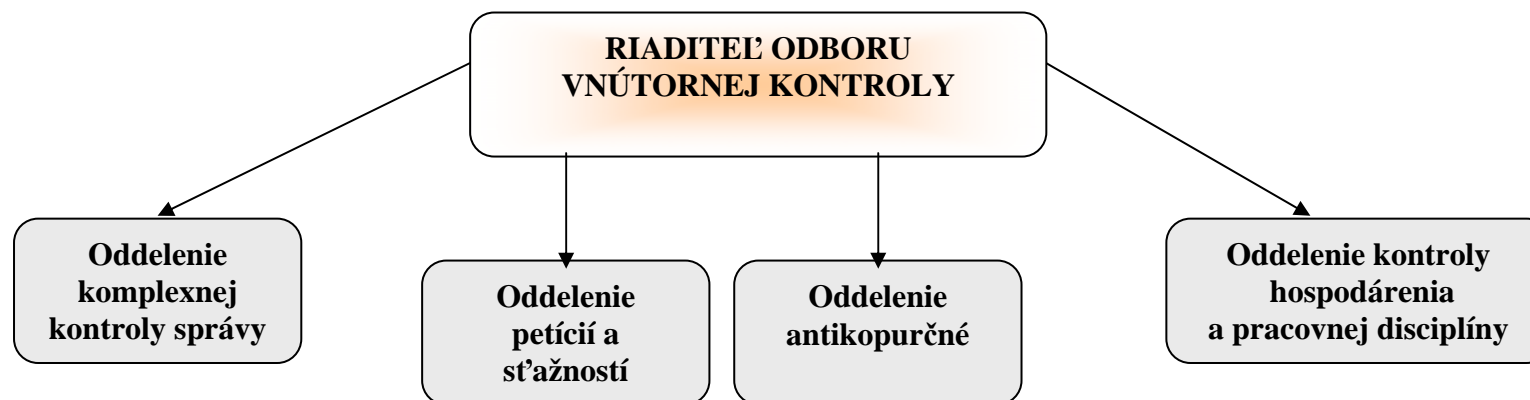 RIADITEĽ ODBORU
VNÚTORNEJ KONTROLY
Oddelenie
komplexnej
kontroly správy
Oddelenie
petícií a
sťažností
Oddelenie
antikopurčné
Oddelenie kontroly
hospodárenia
a pracovnej disciplíny